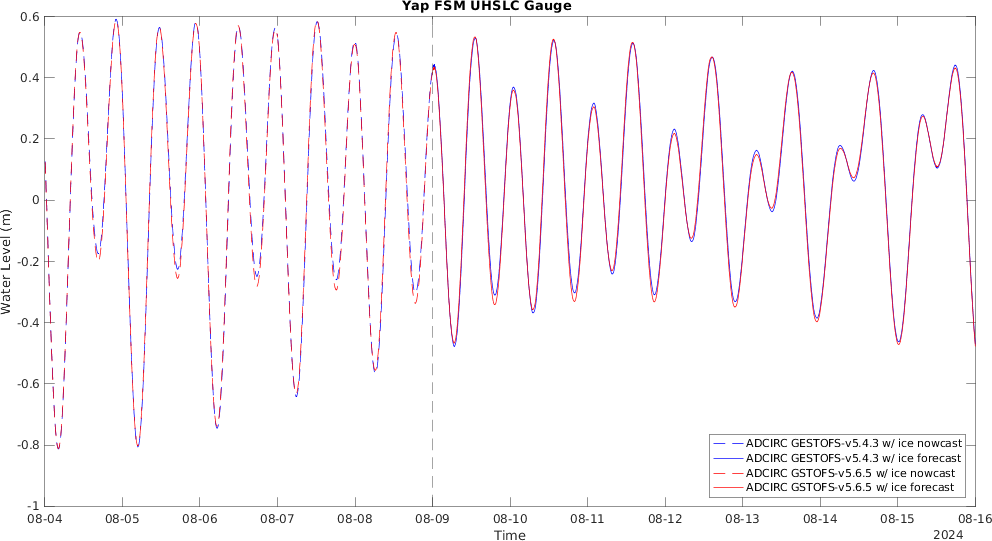 Yap FSM UHSLC Gauge
0.6
0.4
0.2
0
-0.2
-0.4
-0.6
-0.8
-1
Water Level (m)
ADCIRC GESTOFS-v5.4.3 w/ ice nowcast
ADCIRC GESTOFS-v5.4.3 w/ ice forecast
ADCIRC GSTOFS-v5.6.5 w/ ice nowcast
ADCIRC GSTOFS-v5.6.5 w/ ice forecast
08-04 08-05 08-06 08-07 08-08 08-09 08-10 08-11 08-12 08-13 08-14 08-15 08-16
Time
2024